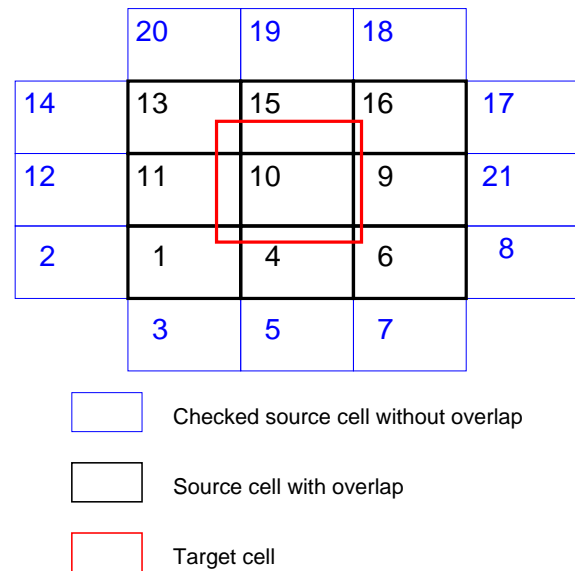 20 19 18
14 13 15 16 17
12 11 10 9 21
2 1 4 6 8
3 5 7
Checked source cell without overlap
Source cell with overlap
Target cell